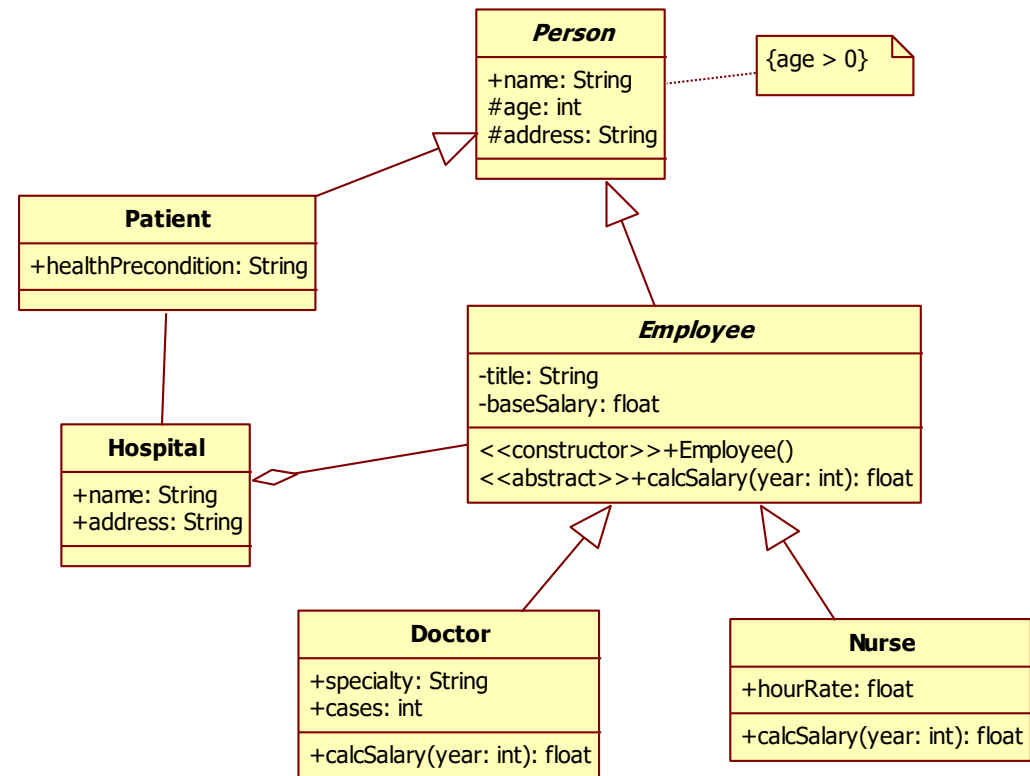 Person
+name: String
#age: int
#address: String
{age > 0}
Patient
+healthPrecondition: String
Employee
-title: String
-baseSalary: float
<<constructor>>+Employee()
<<abstract>>+calcSalary(year: int): float
Hospital
+name: String
+address: String
Doctor
+specialty: String
+cases: int
+calcSalary(year: int): float
Nurse
+hourRate: float
+calcSalary(year: int): float